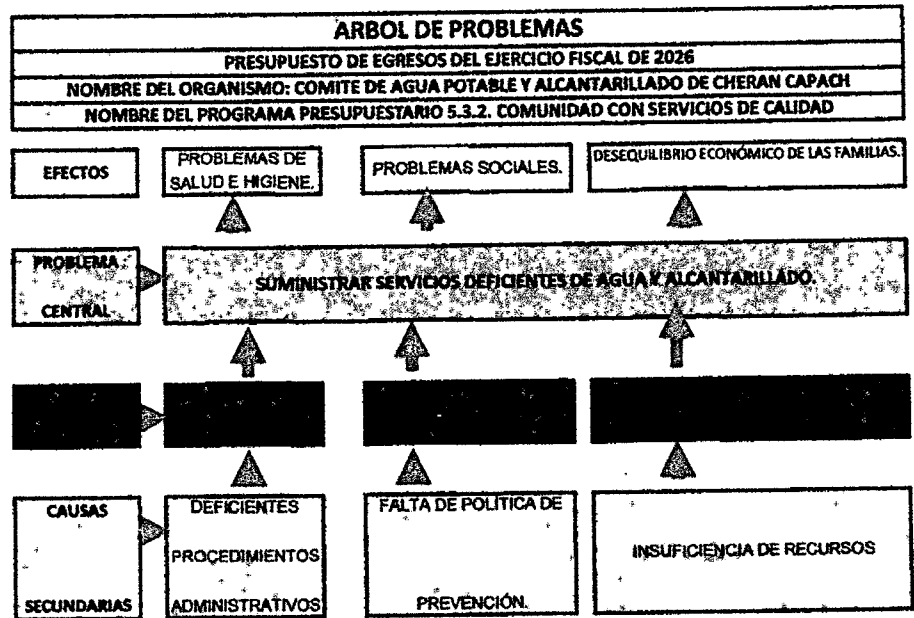 ARBOL DE PROBLEMAS
PRESUPUESTO DE EGRESOS DEL EJERCICIO FISCAL DE 2026
NOMBRE DEL ORGANISMO: COMITE DE AGUA POTABLE Y ALCANTARILLADO DE CHERAN CAPACH
NOMBRE DEL PROGRAMA PRESUPUESTARIO 5.3.2. COMUNIDAD CON SERVICIOS DE CALIDAD
EFECTOS
PROBLEMAS DE
SALUD E HIGIENE.
PROBLEMAS SOCIALES.
DESEQUILIBRIO ECONÓMICO DE LAS FAMILIAS.
PROBLEMA
CENTRAL
SUMINISTRAR SERVICIOS DEFICIENTES DE AGUA Y ALCANTARILLADO.
CAUSAS
SECUNDARIAS
DEFICIENTES
PROCEDIMIENTOS
ADMINISTRATIVOS
FALTA DE POLÍTICA DE
PREVENCIÓN.
INSUFICIENCIA DE RECURSOS